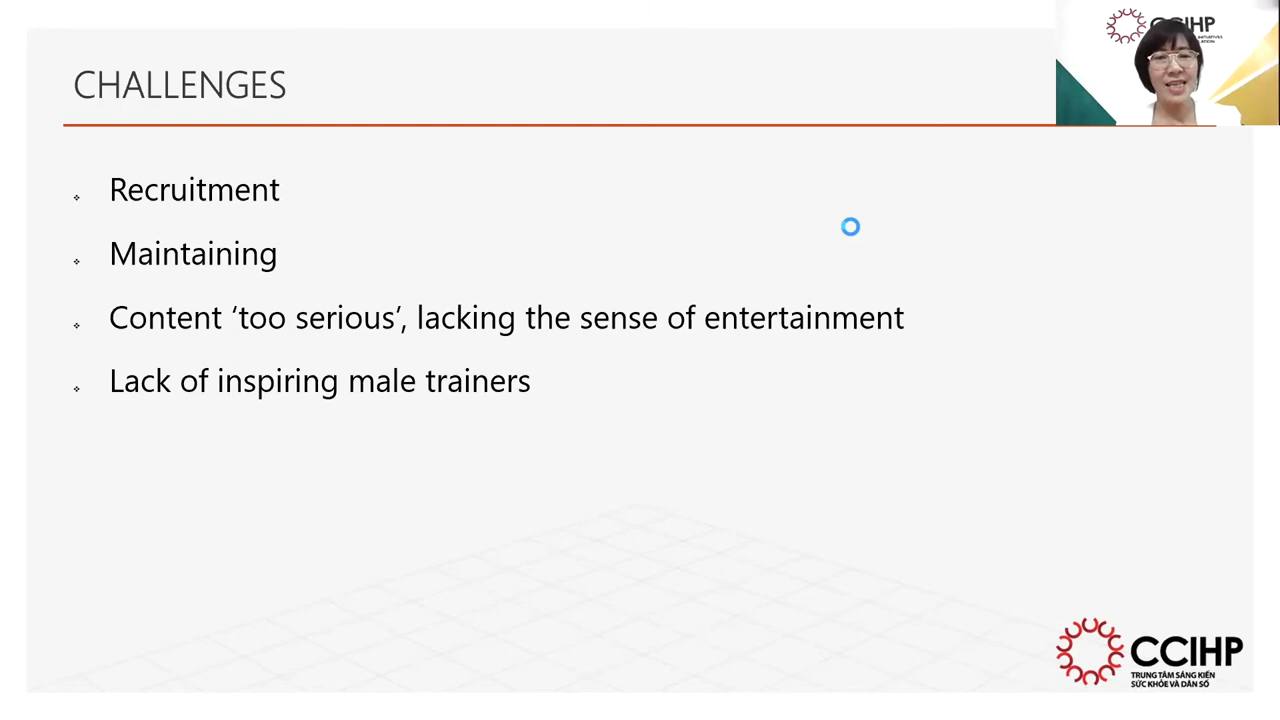 CHALLENGES
CCIHP
Recruitment
Maintaining
Content ‘too serious’, lacking the sense of entertainment
Lack of inspiring male trainers
CCIHP
TRUNG TÂM SÁNG KIẾN
SỨC KHỎE VÀ DÂN SỐ